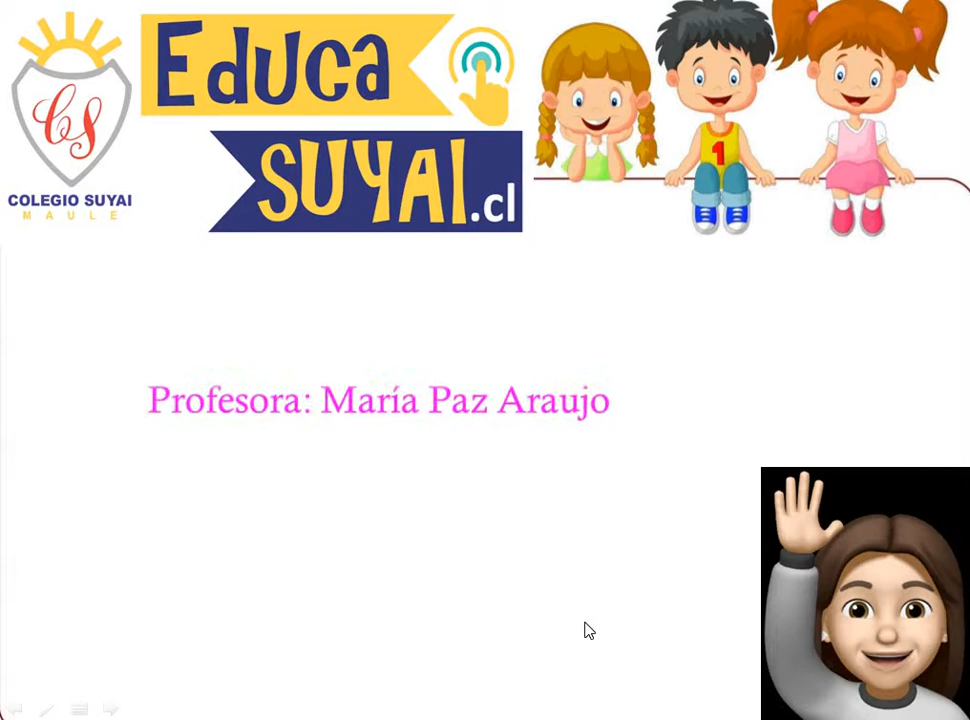 CS
COLEGIO SUYAI
MAULE
Educa
SUYAI.cl
1
Profesora: María Paz Araujo